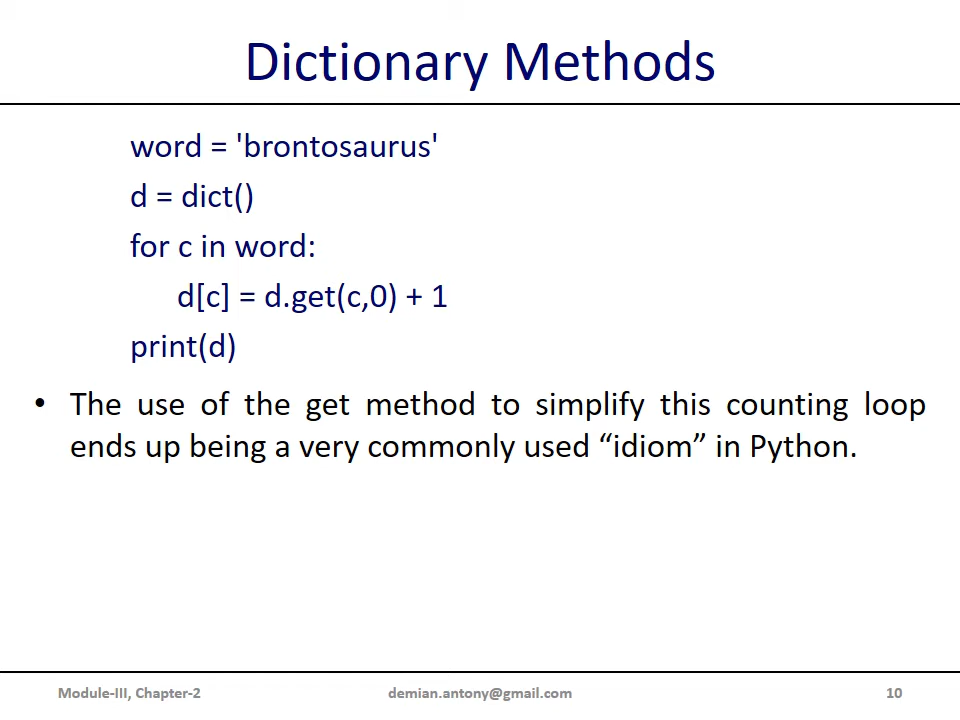 Dictionary Methods
word = 'brontosaurus'
d = dict()
for c in word:
d[c] = d.get(c,0) + 1
print(d)
• The use of the get method to simplify this counting loop
ends up being a very commonly used “idiom” in Python.
Module-III, Chapter-2 demian.antony@gmail.com 10